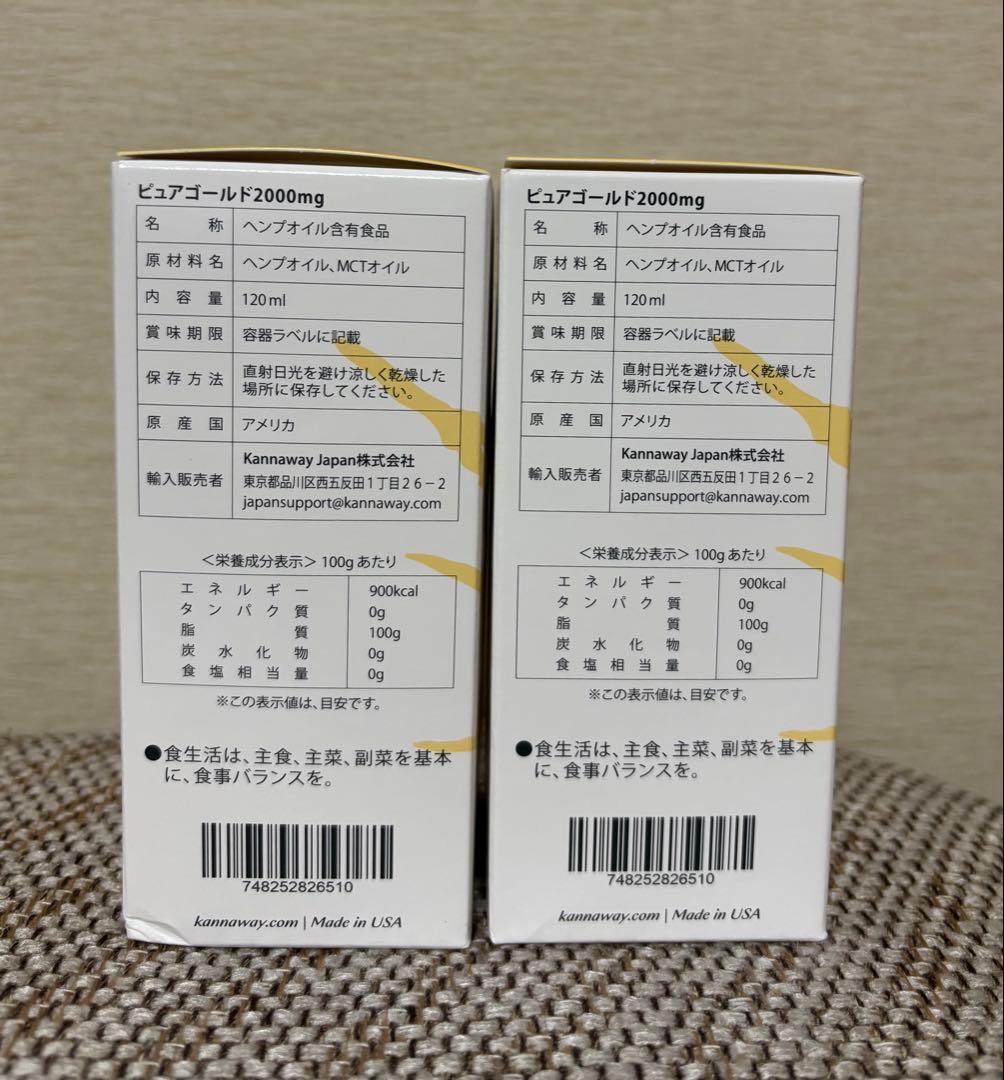 ピュアゴールド2000mg
名称 ヘンプオイル含有食品
原材料名 ヘンプオイル、MCTオイル
内容量 120ml
賞味期限 容器ラベルに記載
保存方法 直射日光を避け涼しく乾燥した
場所に保存してください。
原産国 アメリカ
輸入販売者 Kannaway Japan株式会社
東京都品川区西五反田1丁目26-2
japansupport@kannaway.com
<栄養成分表示> 100gあたり
エネルギー 900kcal
タンパク質 0g
脂質 100g
炭水化物 0g
食塩相当量 0g
※この表示値は、目安です。
●食生活は、主食、主菜、副菜を基本
に、食事バランスを。
748252826510
kannaway.com | Made in USA
ピュアゴールド2000mg
名称 ヘンプオイル含有食品
原材料名 ヘンプオイル、MCTオイル
内容量 120ml
賞味期限 容器ラベルに記載
保存方法 直射日光を避け涼しく乾燥した
場所に保存してください。
原産国 アメリカ
輸入販売者 Kannaway Japan株式会社
東京都品川区西五反田1丁目26-2
japansupport@kannaway.com
<栄養成分表示> 100gあたり
エネルギー 900kcal
タンパク質 0g
脂質 100g
炭水化物 0g
食塩相当量 0g
※この表示値は、目安です。
●食生活は、主食、主菜、副菜を基本
に、食事バランスを。
748252826510
kannaway.com | Made in USA